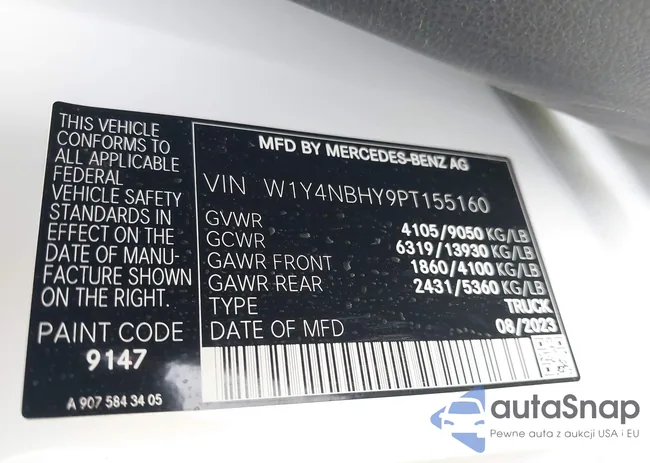 THIS VEHICLE
CONFORMS TO
ALL APPLICABLE
FEDERAL
VEHICLE SAFETY
STANDARDS IN
EFFECT ON THE
DATE OF MANU-
FACTURE SHOWN
ON THE RIGHT.
PAINT CODE
9147
A 907 584 34 05
MFD BY MERCEDES-BENZ AG
VIN W1Y4NBHY9PT155160
GVWR 4105/9050 KG/LB
GCWR 6319/13930 KG/LB
GAWR FRONT 1860/4100 KG/LB
GAWR REAR 2431/5360 KG/LB
TYPE TRUCK
DATE OF MFD 08/2023
autaSnap
Pewne auta z aukcji USA i EU